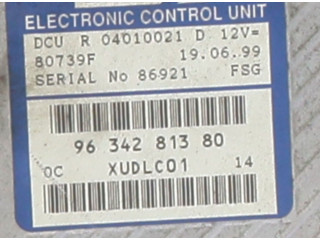 ELECTRONIC CONTROL UNIT
DCU R 04010021 D 12V=
80739F 19.06.99
SERIAL No 86921 FSG
96 342 813 80
OC XUDLC01 14